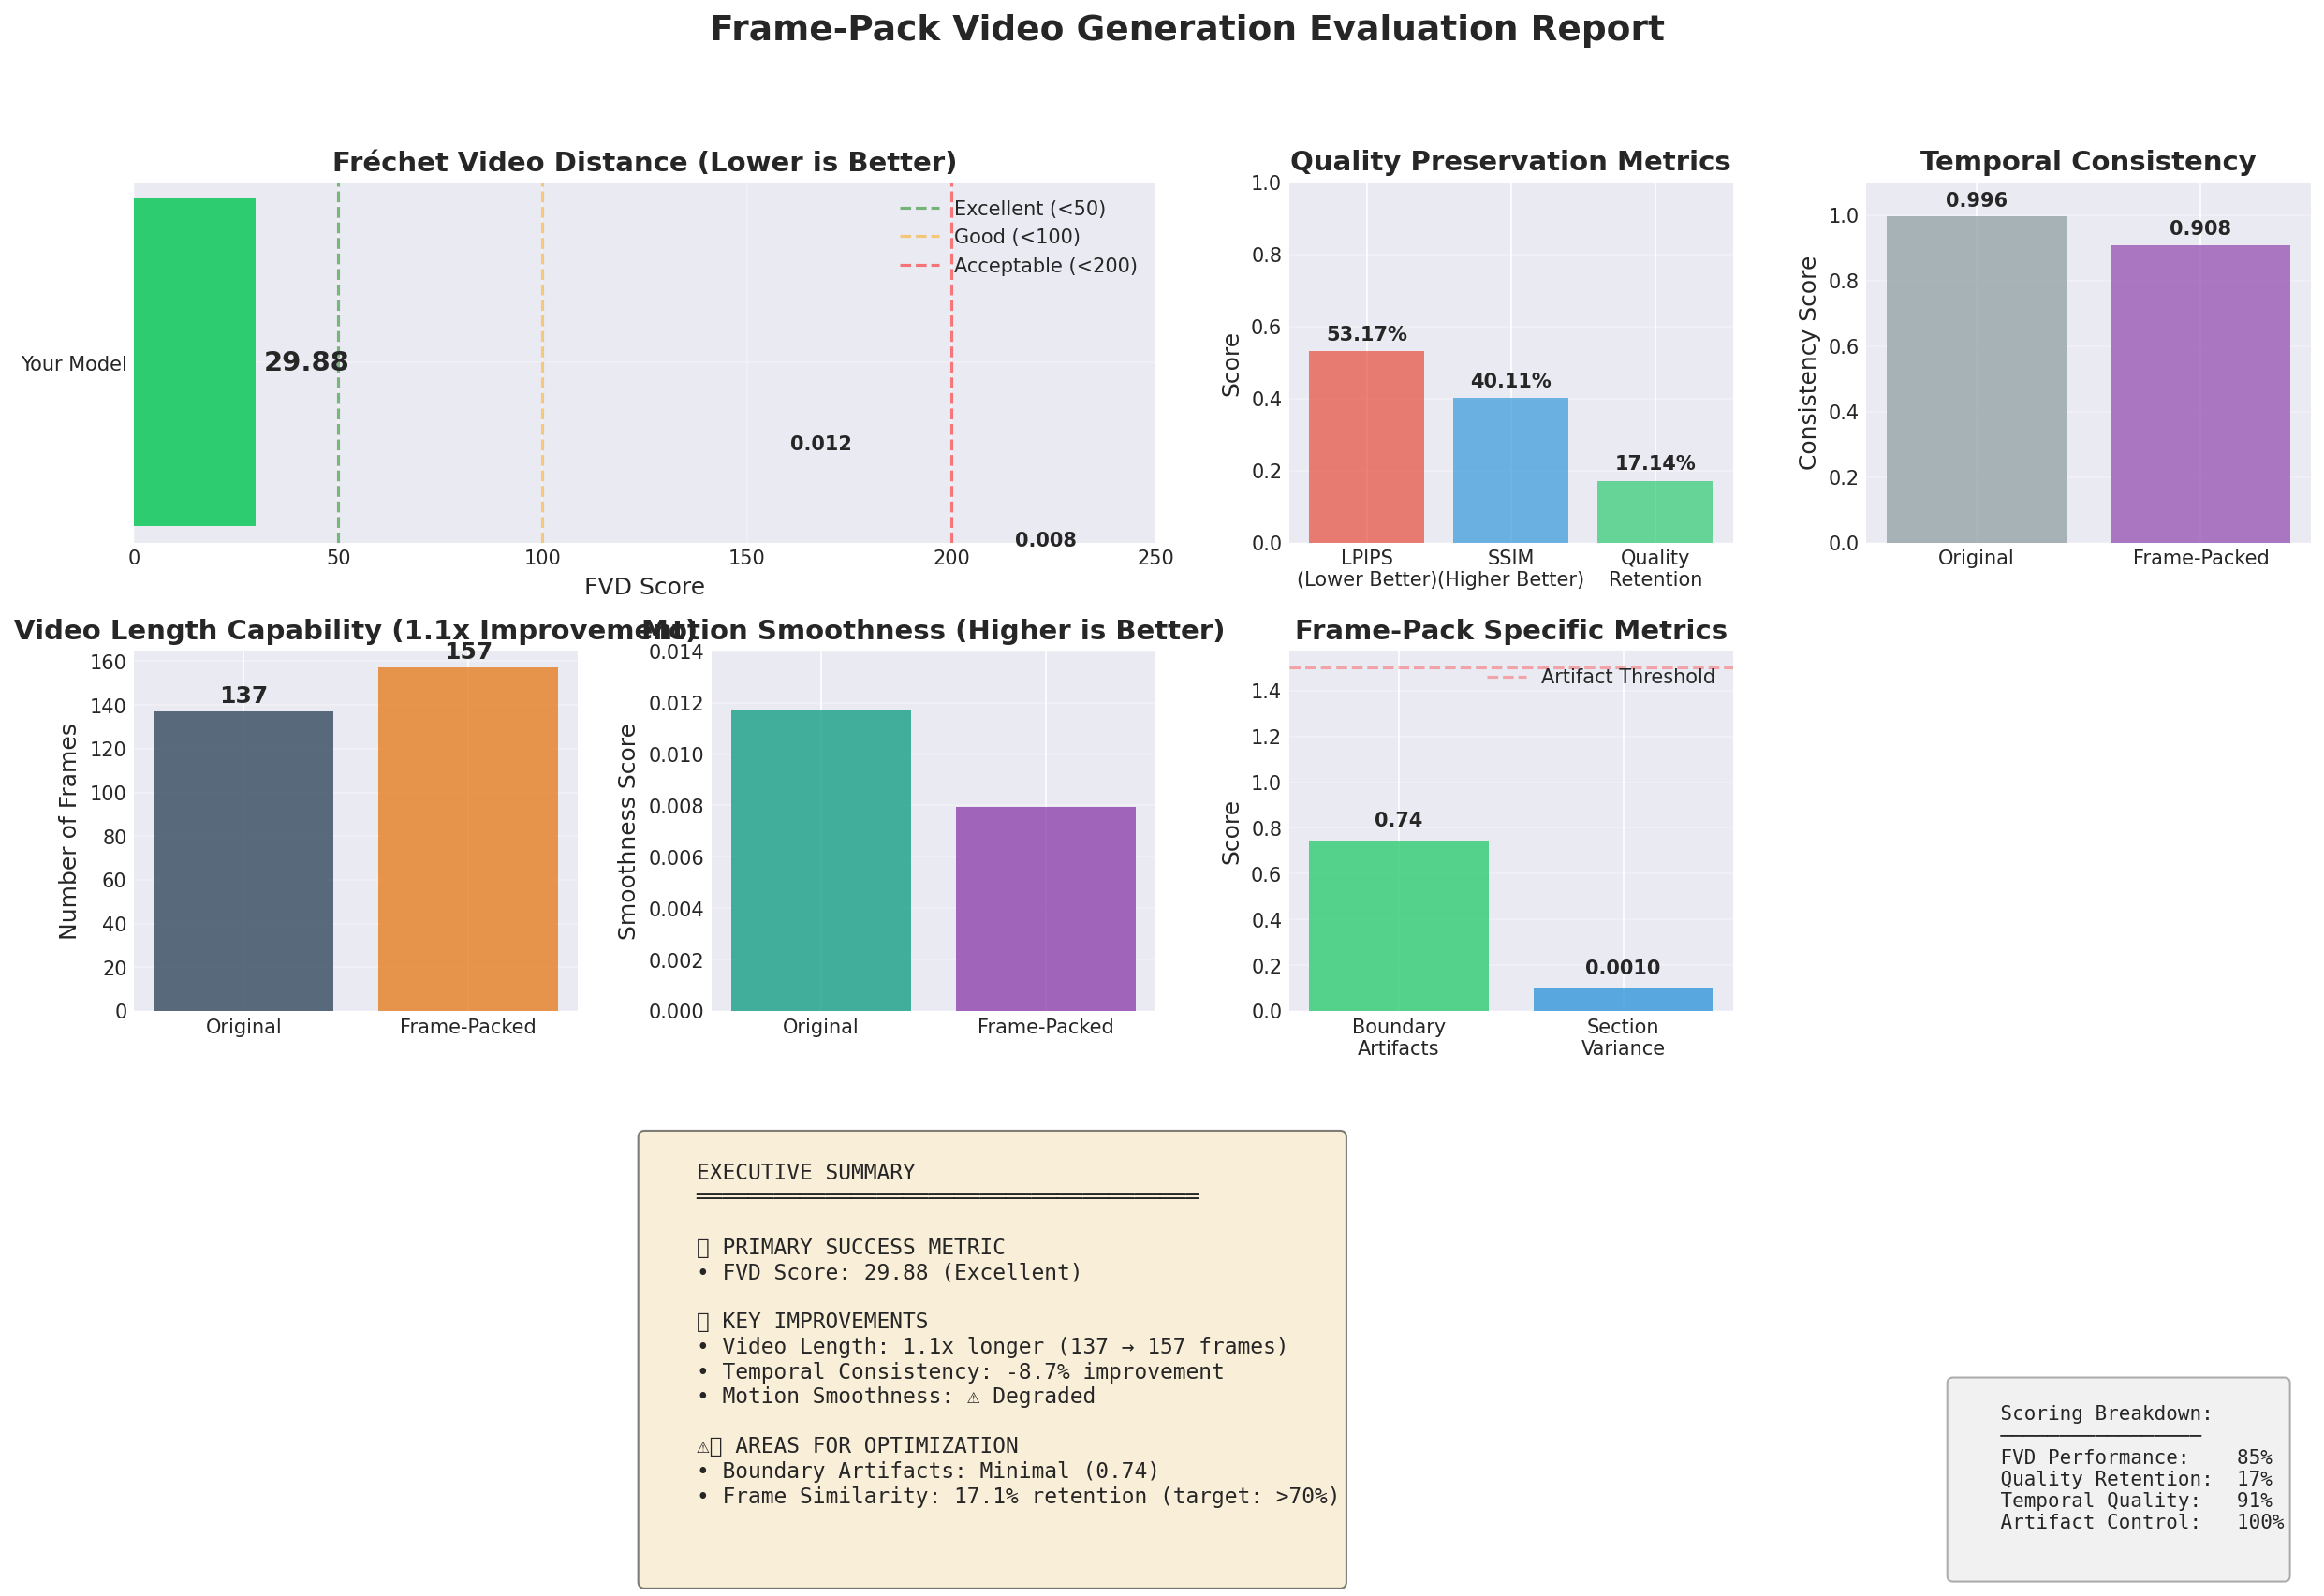 Frame-Pack Video Generation Evaluation Report
Fréchet Video Distance (Lower is Better)
Your Model
29.88
0.012
0.008
Excellent (<50)
Good (<100)
Acceptable (<200)
0 50 100 150 200 250
FVD Score
Quality Preservation Metrics
Score
1.0
0.8
0.6
0.4
0.2
0.0
53.17%
40.11%
17.14%
LPIPS
(Lower Better)
SSIM
(Higher Better)
Quality
Retention
Temporal Consistency
Consistency Score
1.0
0.8
0.6
0.4
0.2
0.0
0.996
0.908
Original
Frame-Packed
Video Length Capability (1.1x Improvement)
Number of Frames
160
140
120
100
80
60
40
20
0
137
157
Original
Frame-Packed
Motion Smoothness (Higher is Better)
Smoothness Score
0.014
0.012
0.010
0.008
0.006
0.004
0.002
0.000
Original
Frame-Packed
Frame-Pack Specific Metrics
Score
1.4
1.2
1.0
0.8
0.6
0.4
0.2
0.0
Artifact Threshold
0.74
0.0010
Boundary
Artifacts
Section
Variance
EXECUTIVE SUMMARY
PRIMARY SUCCESS METRIC
• FVD Score: 29.88 (Excellent)
KEY IMPROVEMENTS
• Video Length: 1.1x longer (137 → 157 frames)
• Temporal Consistency: -8.7% improvement
• Motion Smoothness: ⚠ Degraded
⚠ AREAS FOR OPTIMIZATION
• Boundary Artifacts: Minimal (0.74)
• Frame Similarity: 17.1% retention (target: >70%)
Scoring Breakdown:
FVD Performance: 85%
Quality Retention: 17%
Temporal Quality: 91%
Artifact Control: 100%